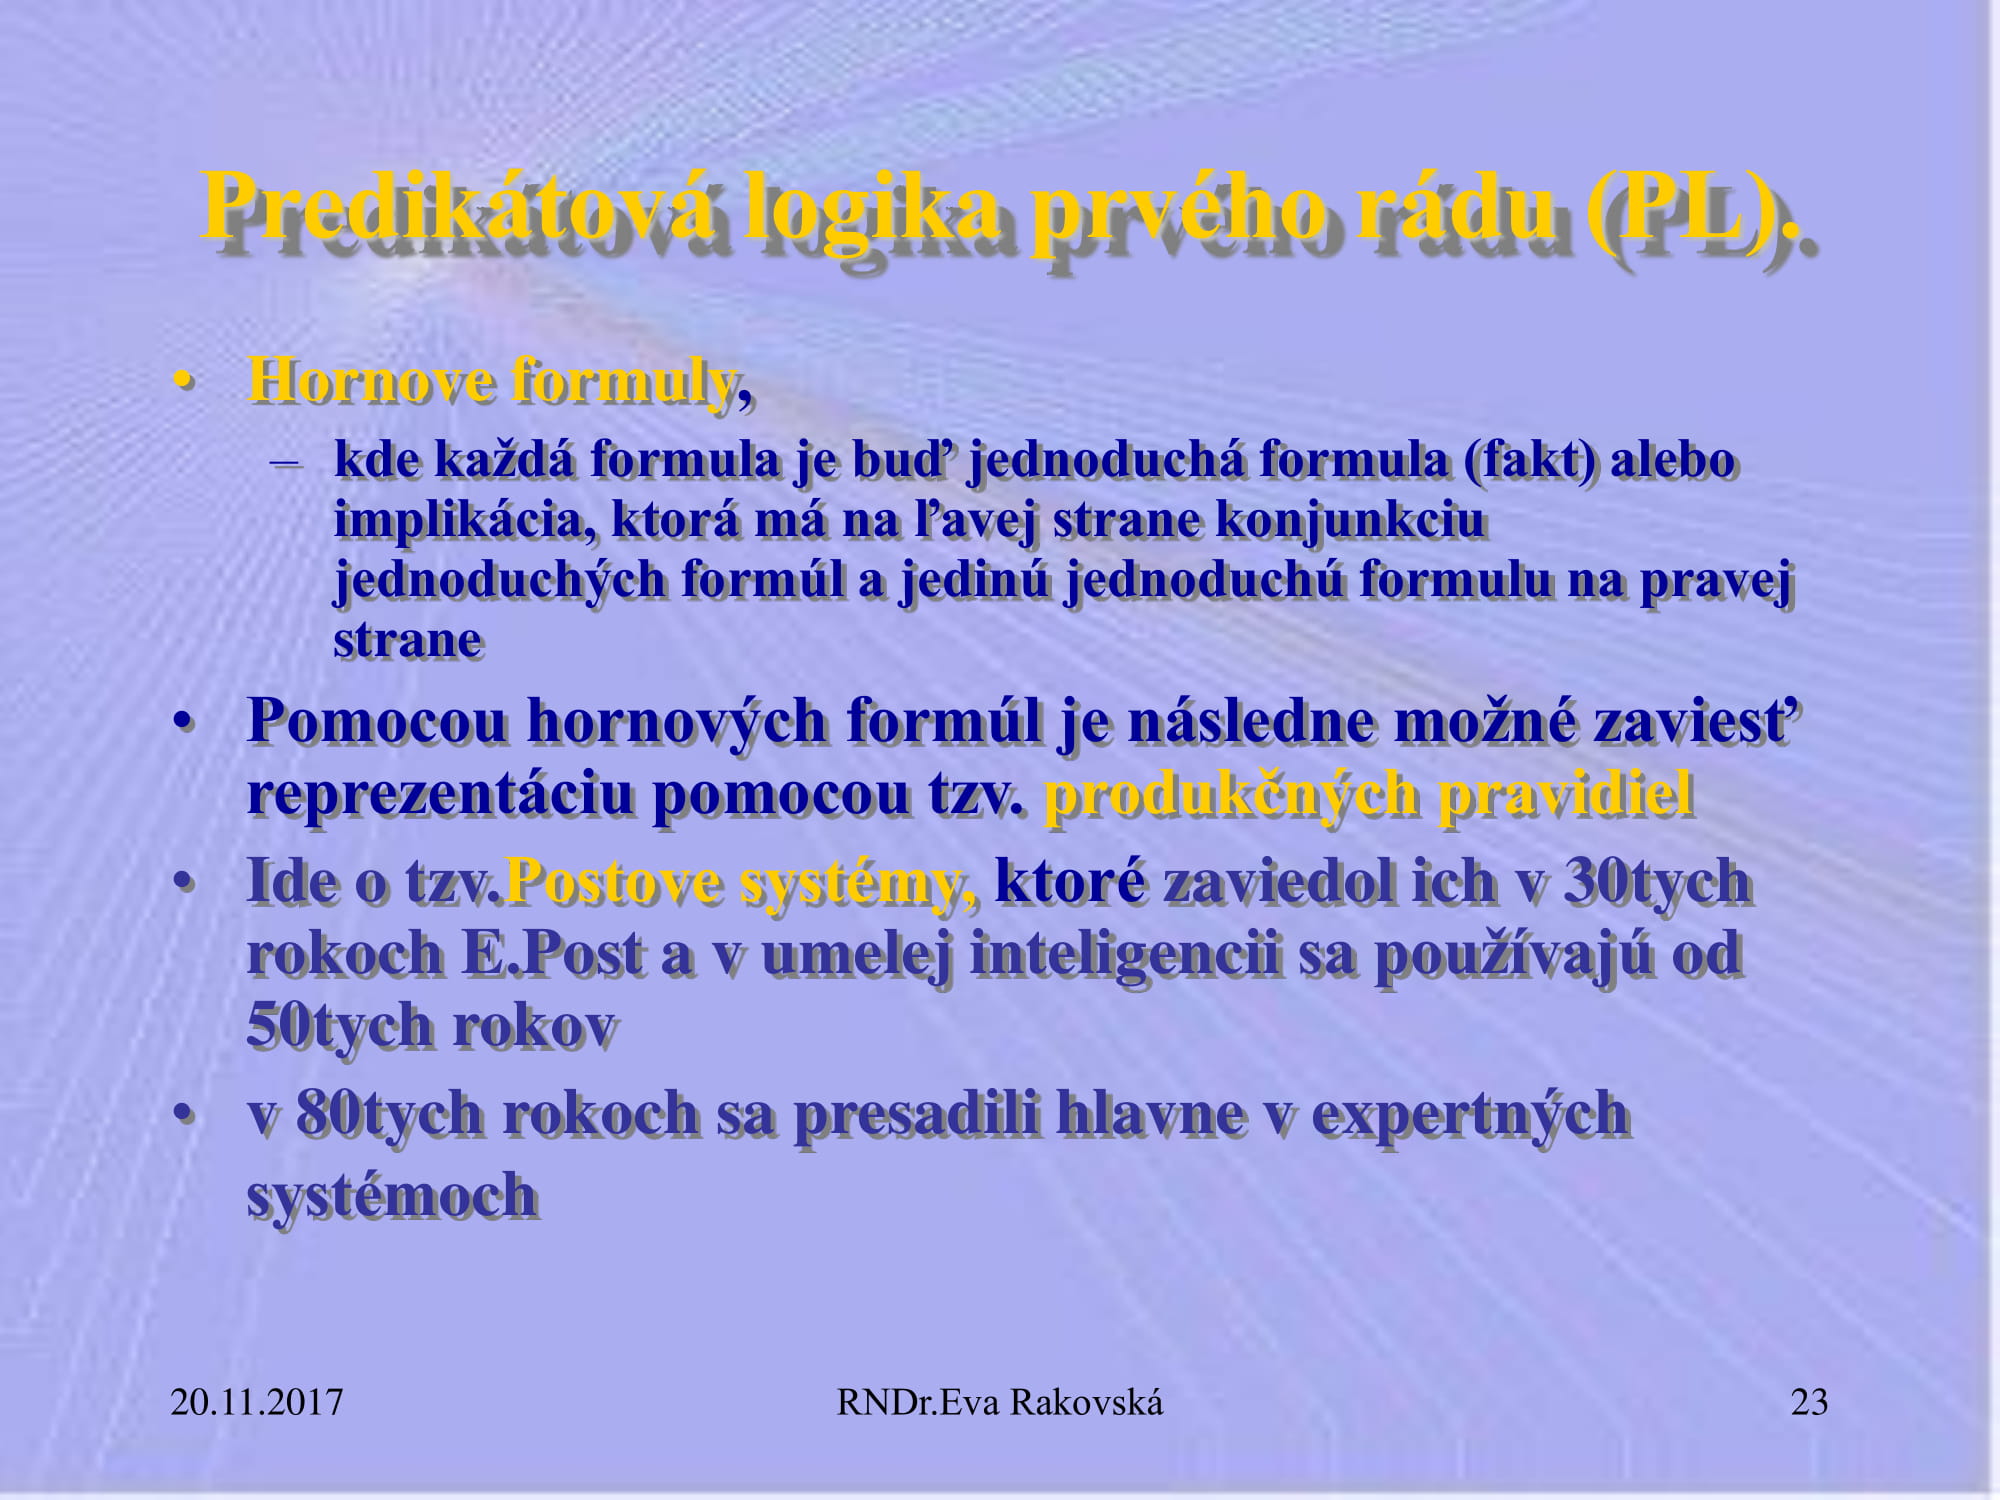 Predikátová logika prvého rádu (PL).
• Hornove formuly,
– kde každá formula je buď jednoduchá formula (fakt) alebo
implikácia, ktorá má na ľavej strane konjunkciu
jednoduchých formúl a jedinú jednoduchú formulu na pravej
strane
• Pomocou hornových formúl je následne možné zaviesť
reprezentáciu pomocou tzv. produkčných pravidiel
• Ide o tzv.Postove systémy, ktoré zaviedol ich v 30tych
rokoch E.Post a v umelej inteligencii sa používajú od
50tych rokov
• v 80tych rokoch sa presadili hlavne v expertných
systémoch
20.11.2017 RNDr.Eva Rakovská 23